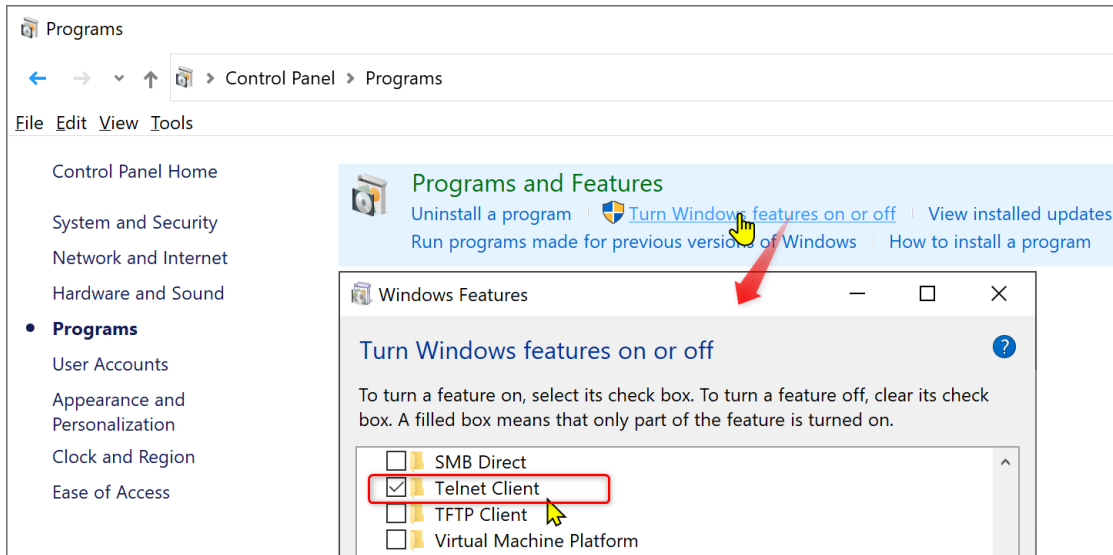 Programs
Control Panel > Programs
File Edit View Tools
Control Panel Home
System and Security
Network and Internet
Hardware and Sound
Programs
User Accounts
Appearance and
Personalization
Clock and Region
Ease of Access
Programs and Features
Uninstall a program Turn Windows features on or off View installed updates
Run programs made for previous versions of Windows How to install a program
Windows Features
Turn Windows features on or off
To turn a feature on, select its check box. To turn a feature off, clear its check
box. A filled box means that only part of the feature is turned on.
SMB Direct
Telnet Client
TFTP Client
Virtual Machine Platform